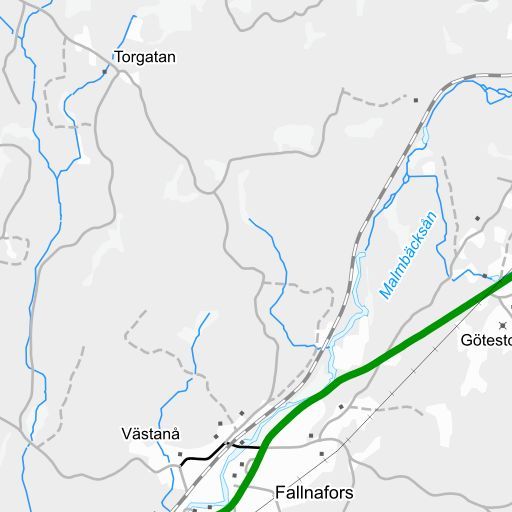 Torgatan
Malmbäcksån
Götesto
Västanå
Fallnafors